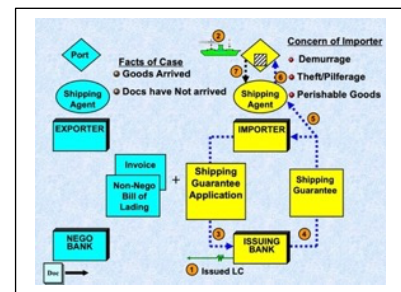 Port
Facts of Case
Goods Arrived
Docs have Not arrived
Shipping
Agent
EXPORTER
Invoice
Non-Nego
Bill of
Lading
NEGO
BANK
Doc
+
2
Concern of Importer
Demurrage
Theft/Pilferage
Perishable Goods
7
6
Shipping
Agent
5
IMPORTER
Shipping
Guarantee
Application
Shipping
Guarantee
3
ISSUING
BANK
4
1 Issued LC